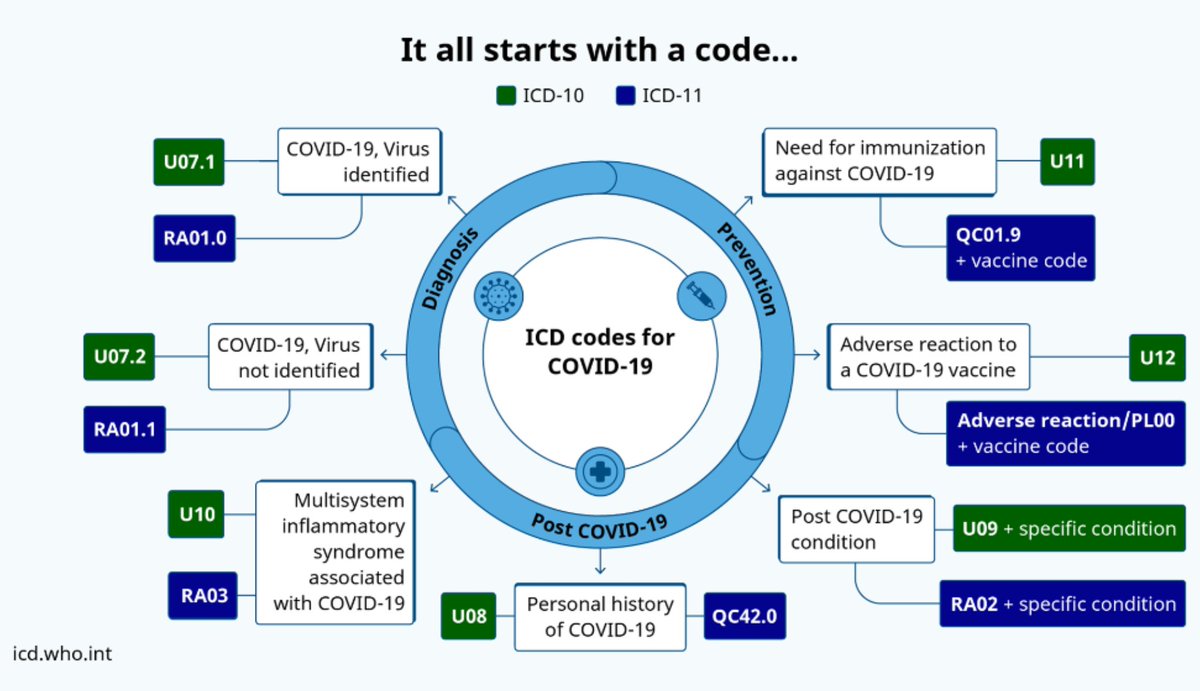 It all starts with a code...
ICD-10
ICD-11
U07.1
COVID-19, Virus
identified
RA01.0
Need for immunization
against COVID-19
U11
QC01.9
+ vaccine code
Diagnosis
Prevention
ICD codes for
COVID-19
U07.2
COVID-19, Virus
not identified
RA01.1
Adverse reaction to
a COVID-19 vaccine
U12
Adverse reaction/PL00
+ vaccine code
U10
Multisystem
inflammatory
syndrome
associated
with COVID-19
RA03
Post COVID-19
Post COVID-19
condition
U09 + specific condition
RA02 + specific condition
U08
Personal history
of COVID-19
QC42.0
icd.who.int